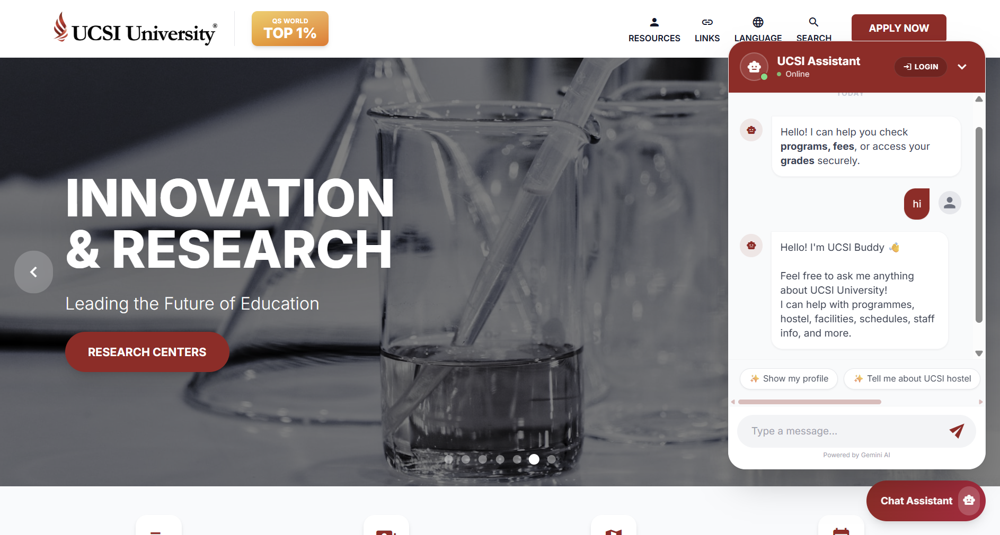 UCSI University®
QS WORLD
TOP 1%
RESOURCES
LINKS
LANGUAGE
SEARCH
APPLY NOW
INNOVATION
& RESEARCH
Leading the Future of Education
RESEARCH CENTERS
UCSI Assistant
Online
LOGIN
TODAY
Hello! I can help you check
programs, fees, or access your
grades securely.
hi
Hello! I'm UCSI Buddy 👋
Feel free to ask me anything
about UCSI University!
I can help with programmes,
hostel, facilities, schedules, staff
info, and more.
✨ Show my profile
✨ Tell me about UCSI hostel
Type a message...
Powered by Gemini AI
Chat Assistant